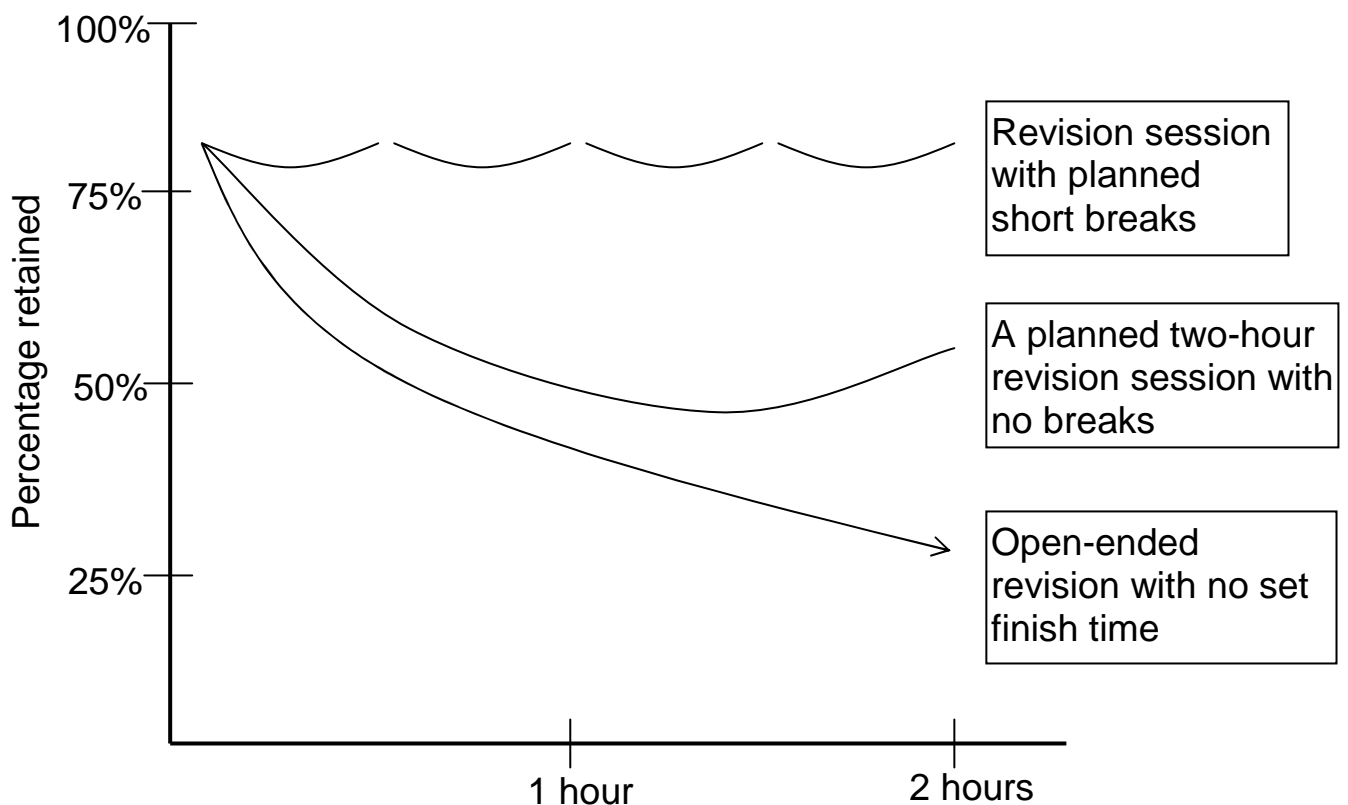 100%
75%
50%
25%
Percentage retained
1 hour
2 hours
Revision session
with planned
short breaks
A planned two-hour
revision session with
no breaks
Open-ended
revision with no set
finish time